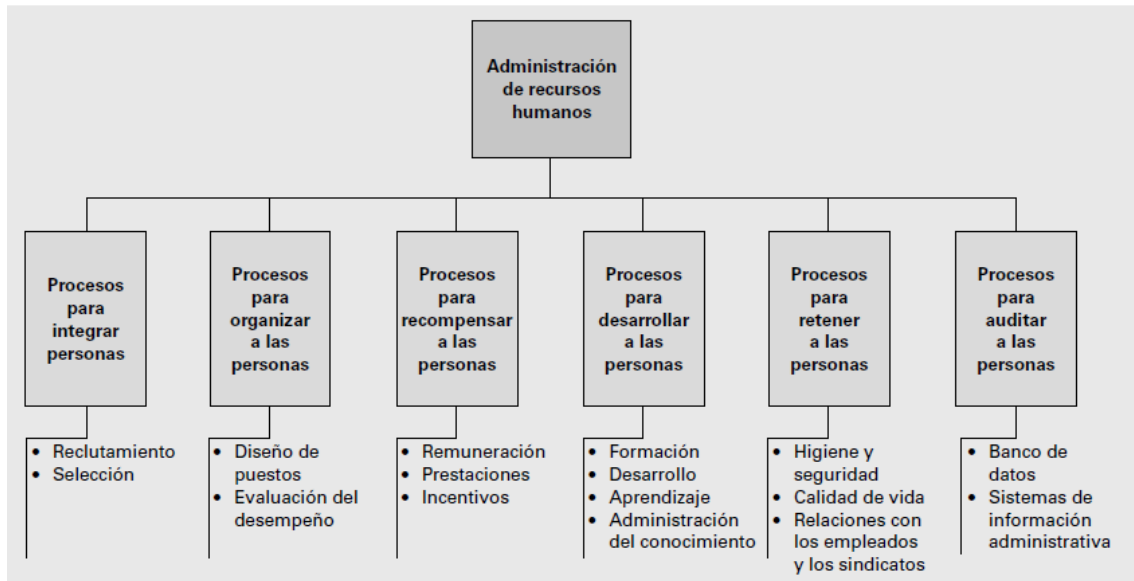 Administración
de recursos
humanos
Procesos
para
integrar
personas
Procesos
para
organizar
a las
personas
Procesos
para
recompensar
a las
personas
Procesos
para
desarrollar
a las
personas
Procesos
para
retener
a las
personas
Procesos
para
auditar
a las
personas
• Reclutamiento
• Selección
• Diseño de
puestos
• Evaluación del
desempeño
• Remuneración
• Prestaciones
• Incentivos
• Formación
• Desarrollo
• Aprendizaje
• Administración
del conocimiento
• Higiene y
seguridad
• Calidad de vida
• Relaciones con
los empleados
y los sindicatos
• Banco de
datos
• Sistemas de
información
administrativa